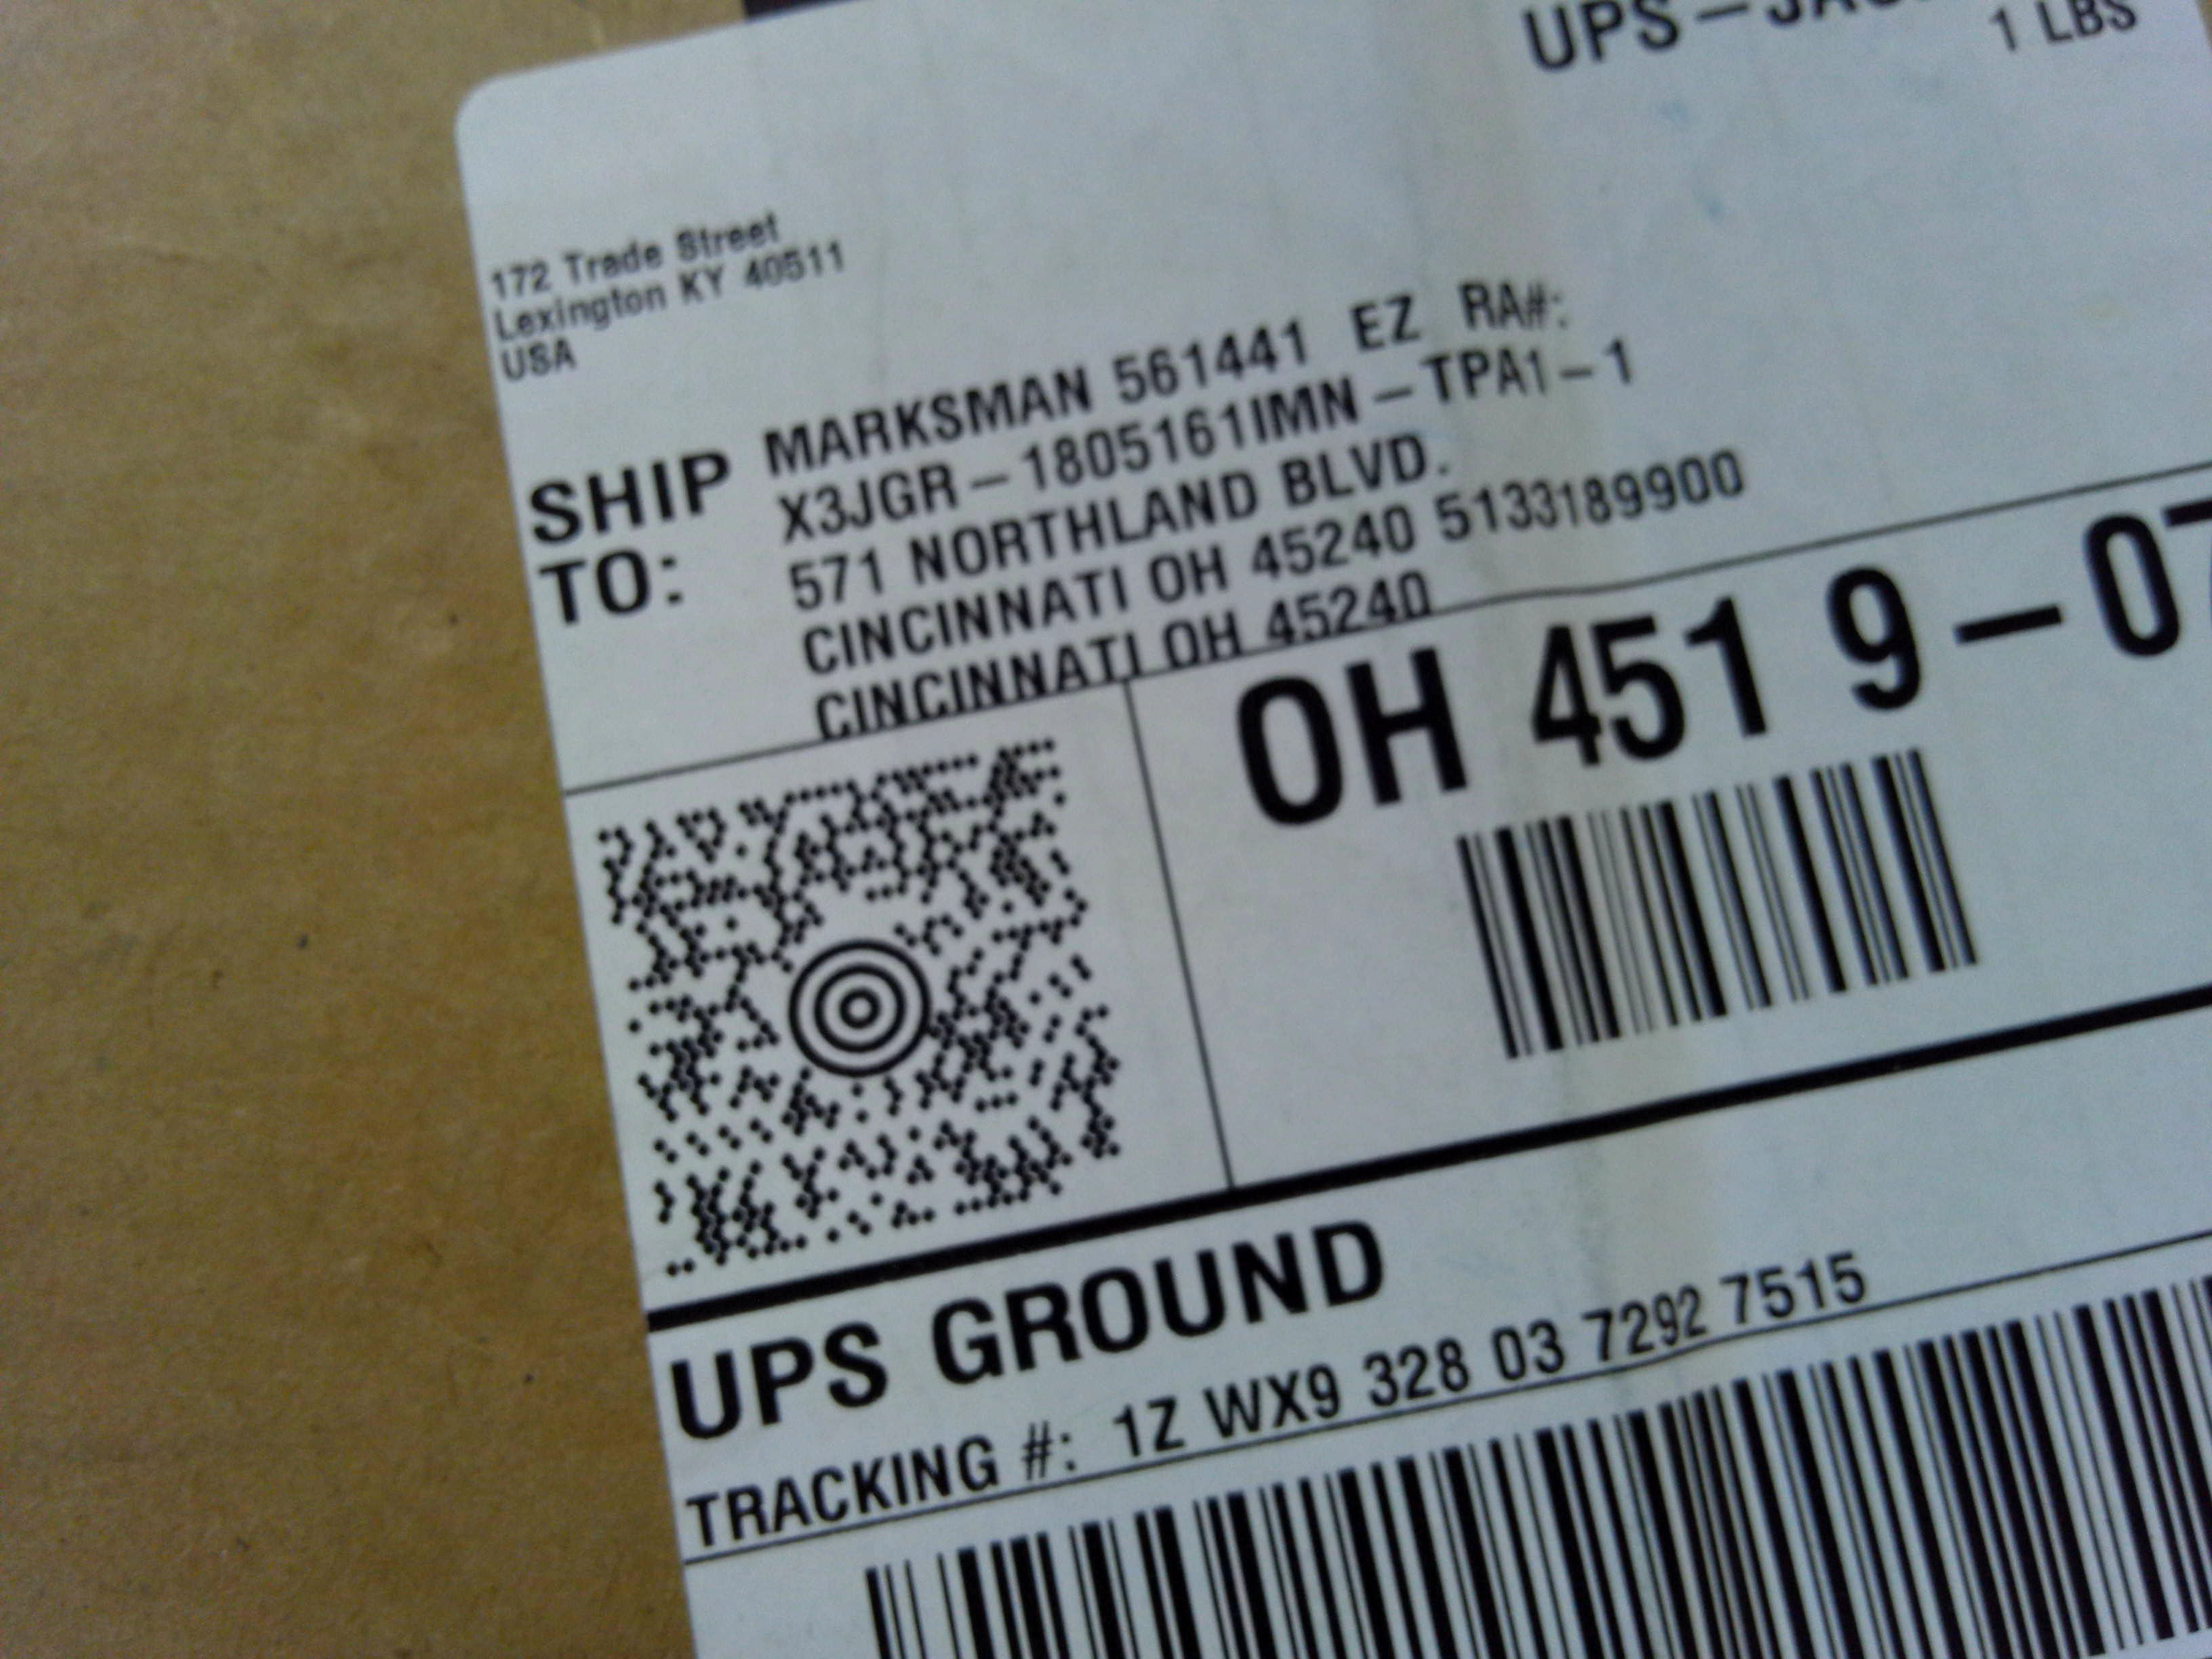 UPS – JAC
1 LBS
172 Trade Street
Lexington KY 40511
USA
SHIP TO:
MARKSMAN 561441 EZ RA#:
X3JGR – 1805161IMN – TPA1 – 1
571 NORTHLAND BLVD.
CINCINNATI OH 45240 5133189900
CINCINNATI OH 45240
OH 451 9 – 07
UPS GROUND
TRACKING #: 1Z WX9 328 03 7292 7515